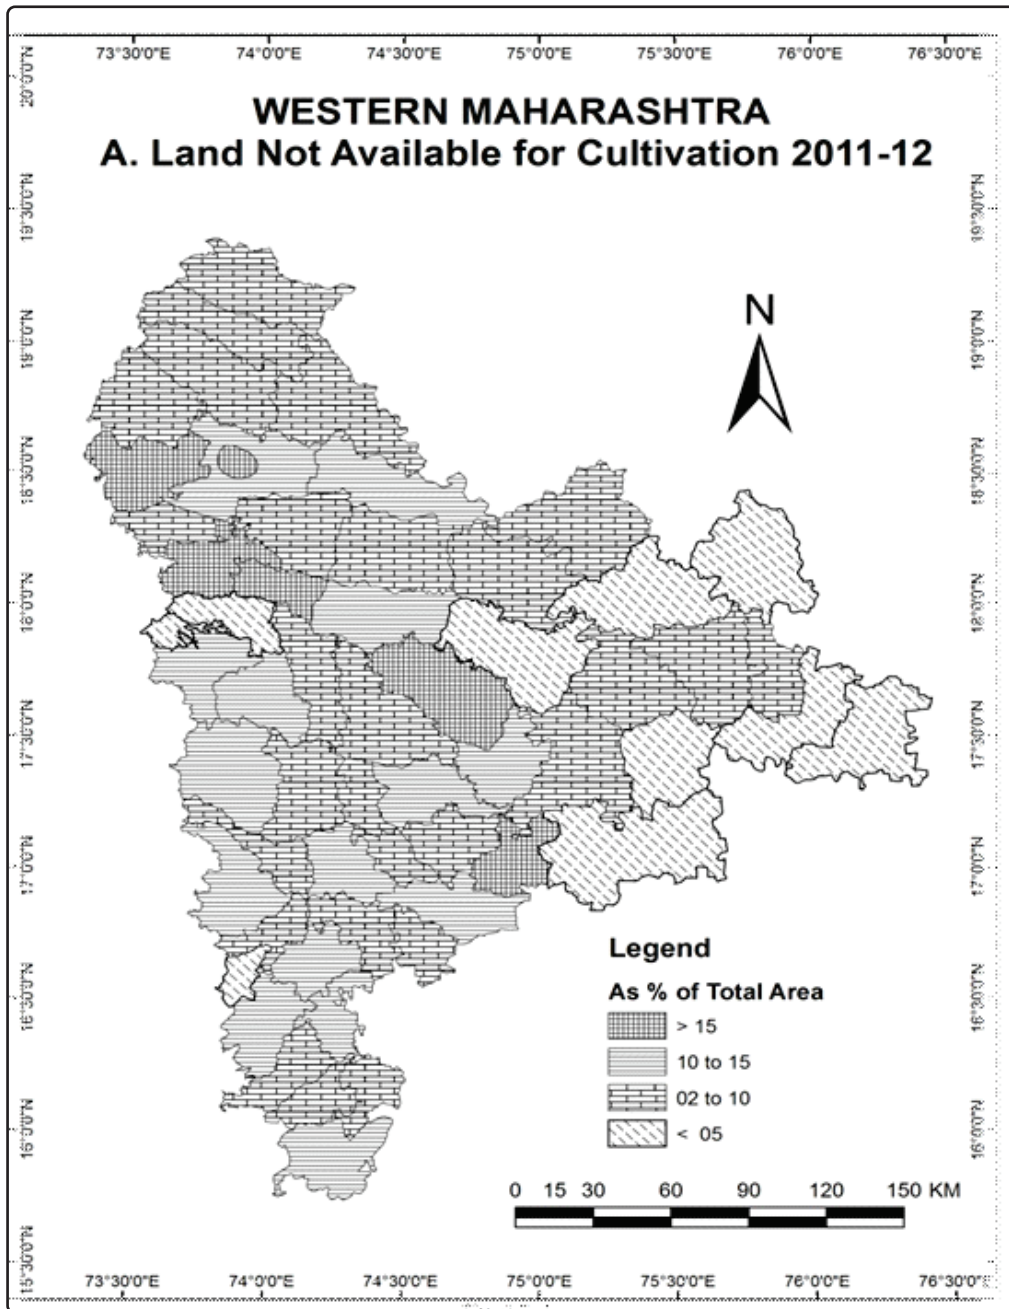 73°30'0"E 74°0'0"E 74°30'0"E 75°0'0"E 75°30'0"E 76°0'0"E 76°30'0"E
20°0'0"N
WESTERN MAHARASHTRA
A. Land Not Available for Cultivation 2011-12
19°30'0"N 19°30'0"N
N
19°0'0"N 19°0'0"N
18°30'0"N 18°30'0"N
18°0'0"N
17°30'0"N 17°30'0"N
17°0'0"N 17°0'0"N
Legend
As % of Total Area
16°30'0"N 16°30'0"N
> 15
10 to 15
02 to 10
< 05
16°0'0"N 16°0'0"N
0 15 30 60 90 120 150 KM
15°30'0"N
73°30'0"E 74°0'0"E 74°30'0"E 75°0'0"E 75°30'0"E 76°0'0"E 76°30'0"E